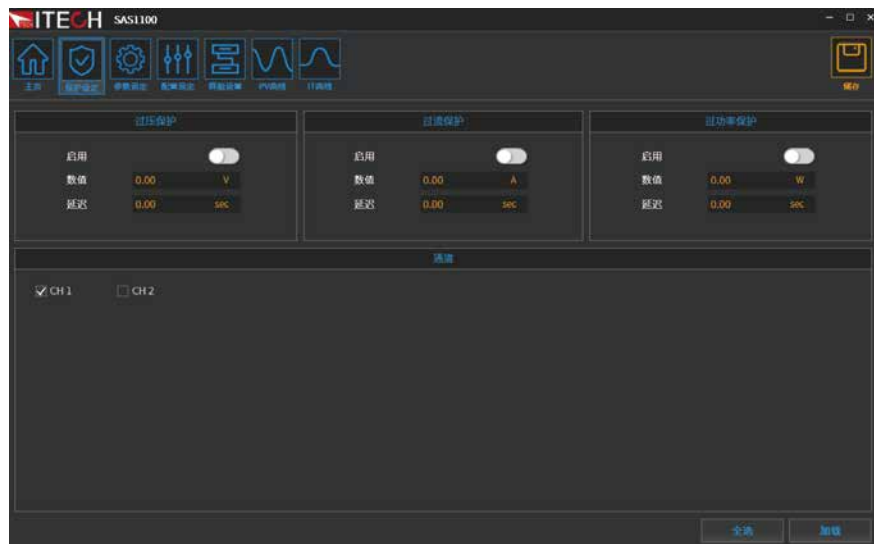 ITECH SAS1100
主页 保护设定 参数设定 配置设定 模拟设置 PV曲线 IT曲线 储存
过压保护 过流保护 过功率保护
启用 启用 启用
数值 0.00 V 数值 0.00 A 数值 0.00 W
延迟 0.00 sec 延迟 0.00 sec 延迟 0.00 sec
通道
CH 1 CH 2
全选 加载